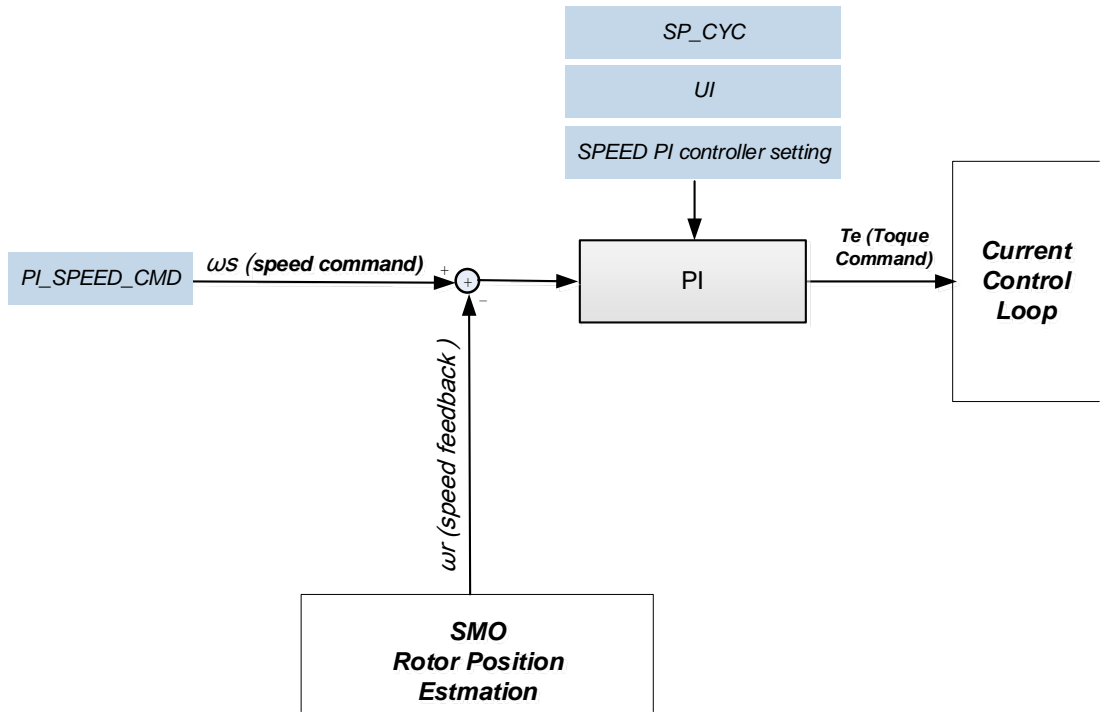 SP_CYC
UI
SPEED PI controller setting
PI_SPEED_CMD
ωs (speed command)
+
+
−
PI
Te (Toque
Command)
Current
Control
Loop
ωr (speed feedback )
SMO
Rotor Position
Estmation